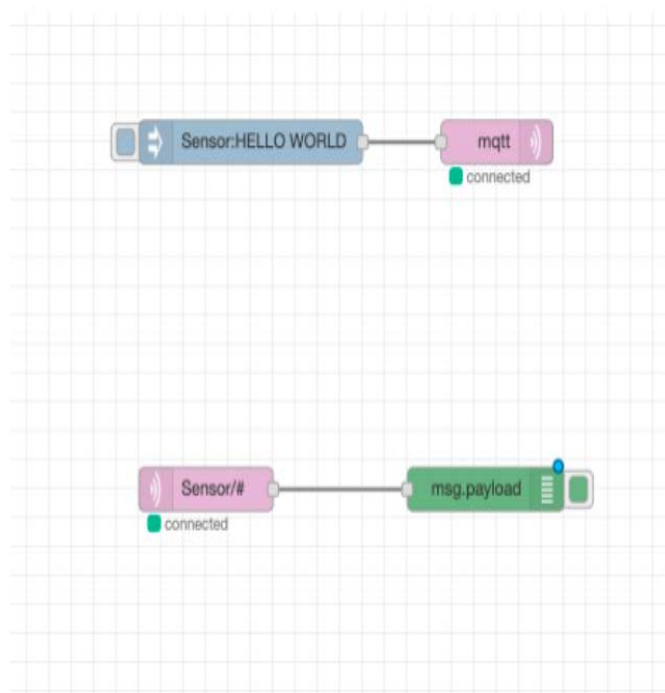 Sensor:HELLO WORLD
mqtt
connected
Sensor/#
msg.payload
connected